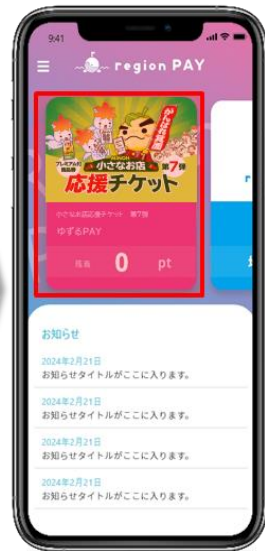 9:41
region PAY
がんばれ宮農
プレミアム付
商品券
小さなお店 第7弾
応援チケット
小さなお店応援チケット 第7弾
ゆずるPAY
残高 0 pt
お知らせ
2024年2月21日
お知らせタイトルがここに入ります。
2024年2月21日
お知らせタイトルがここに入ります。
2024年2月21日
お知らせタイトルがここに入ります。
2024年2月21日
お知らせタイトルがここに入ります。